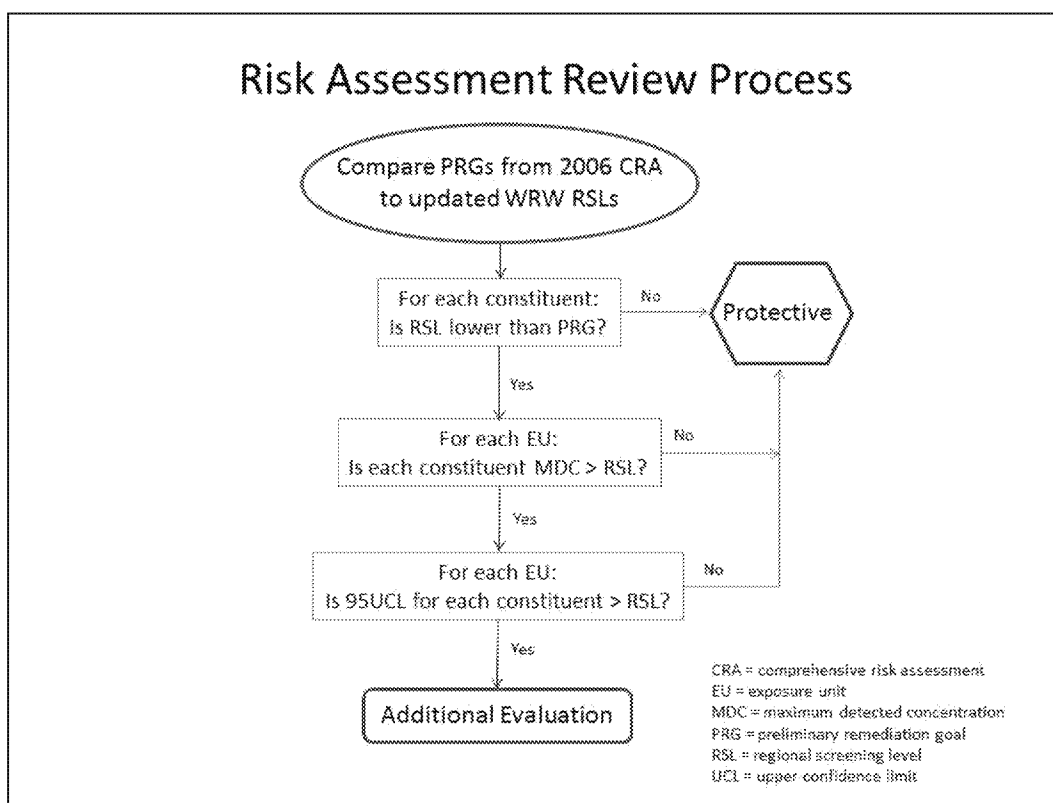 Risk Assessment Review Process
Compare PRGs from 2006 CRA
to updated WRW RSLs
For each constituent:
Is RSL lower than PRG?
No
Protective
Yes
For each EU:
Is each constituent MDC > RSL?
No
Yes
For each EU:
Is 95UCL for each constituent > RSL?
No
Yes
Additional Evaluation
CRA = comprehensive risk assessment
EU = exposure unit
MDC = maximum detected concentration
PRG = preliminary remediation goal
RSL = regional screening level
UCL = upper confidence limit